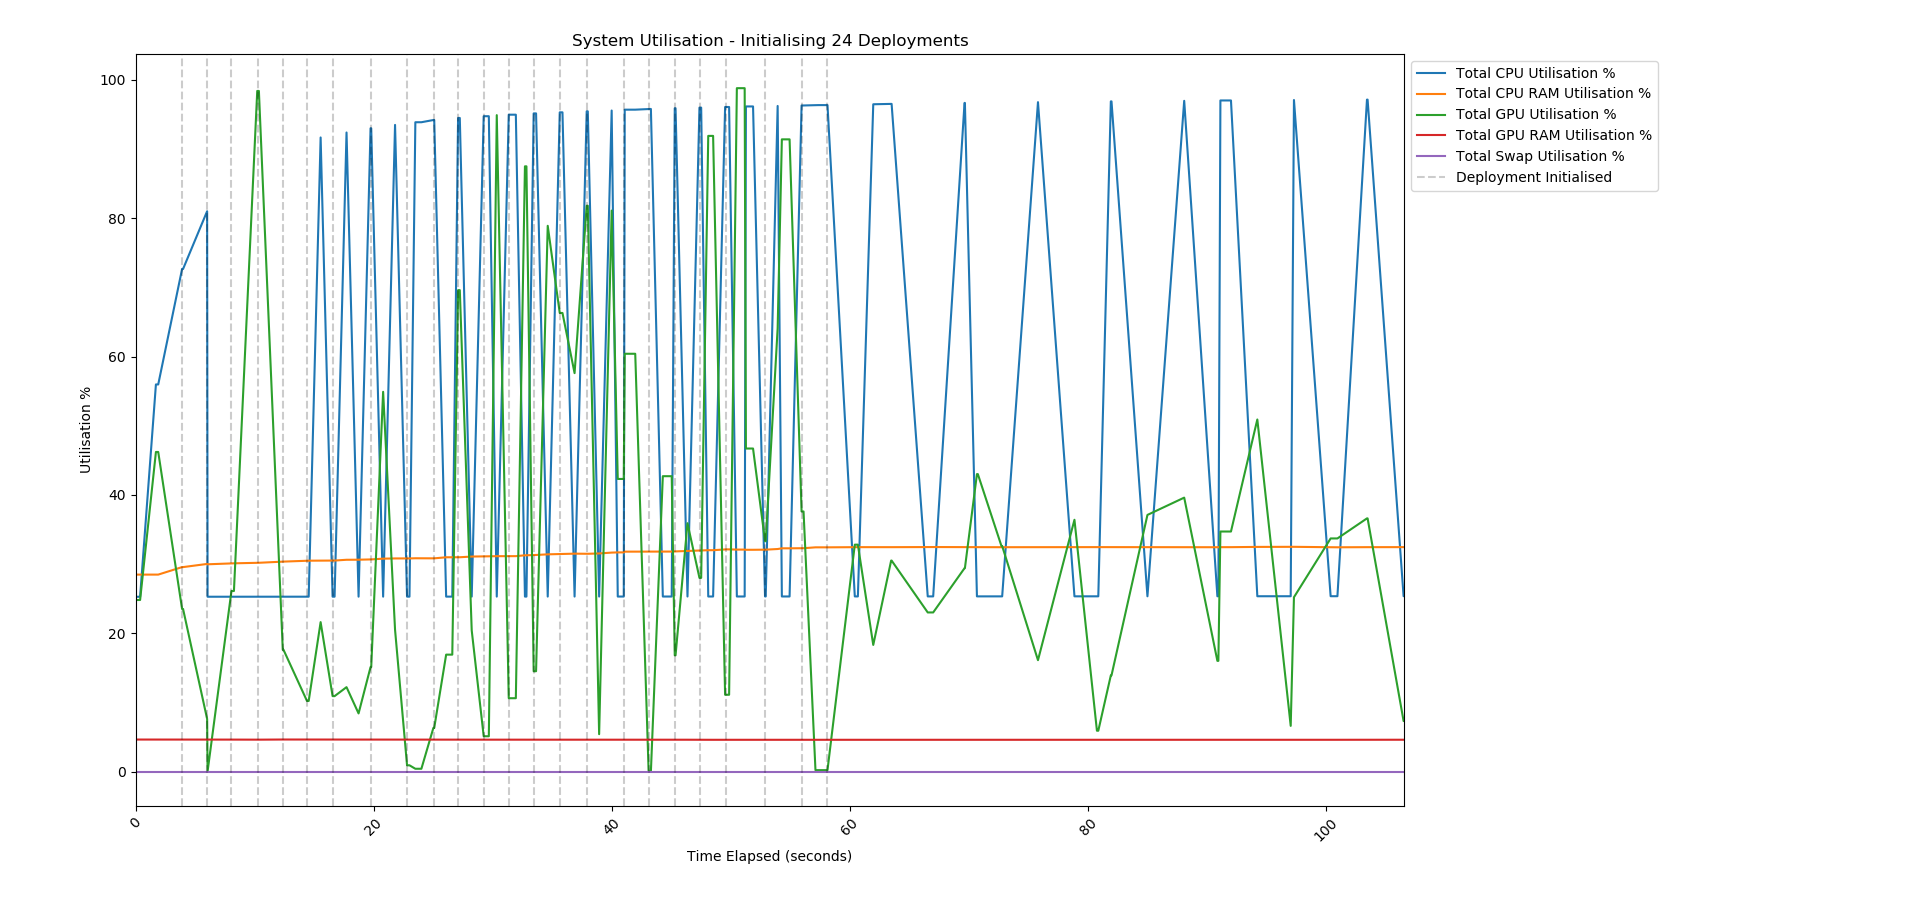 System Utilisation - Initialising 24 Deployments
100
80
60
40
20
0
Utilisation %
0
20
40
60
80
100
Time Elapsed (seconds)
Total CPU Utilisation %
Total CPU RAM Utilisation %
Total GPU Utilisation %
Total GPU RAM Utilisation %
Total Swap Utilisation %
Deployment Initialised